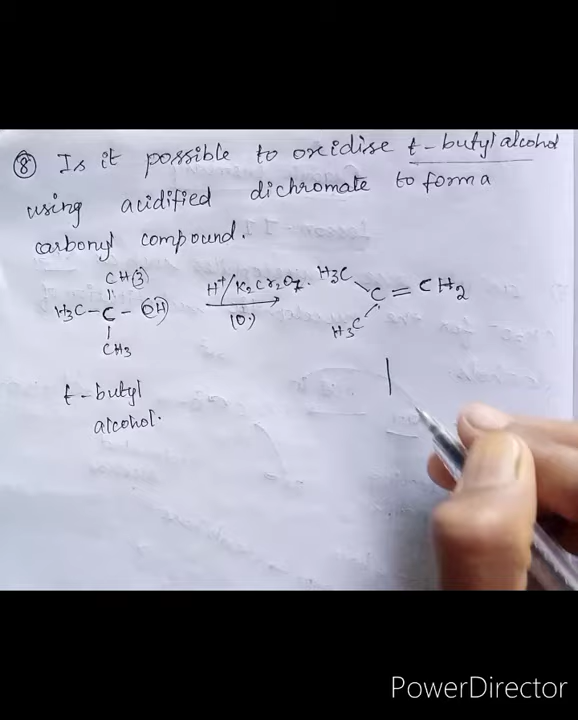 ⑧ Is it possible to oxidise t-butyl alcohol
using acidified dichromate to form a
carbonyl compound.
CH3
H3C-C-OH
CH3
H+/K2Cr2O7
(O.)
H3C
C=CH2
H3C
t-butyl
alcohol.
PowerDirector